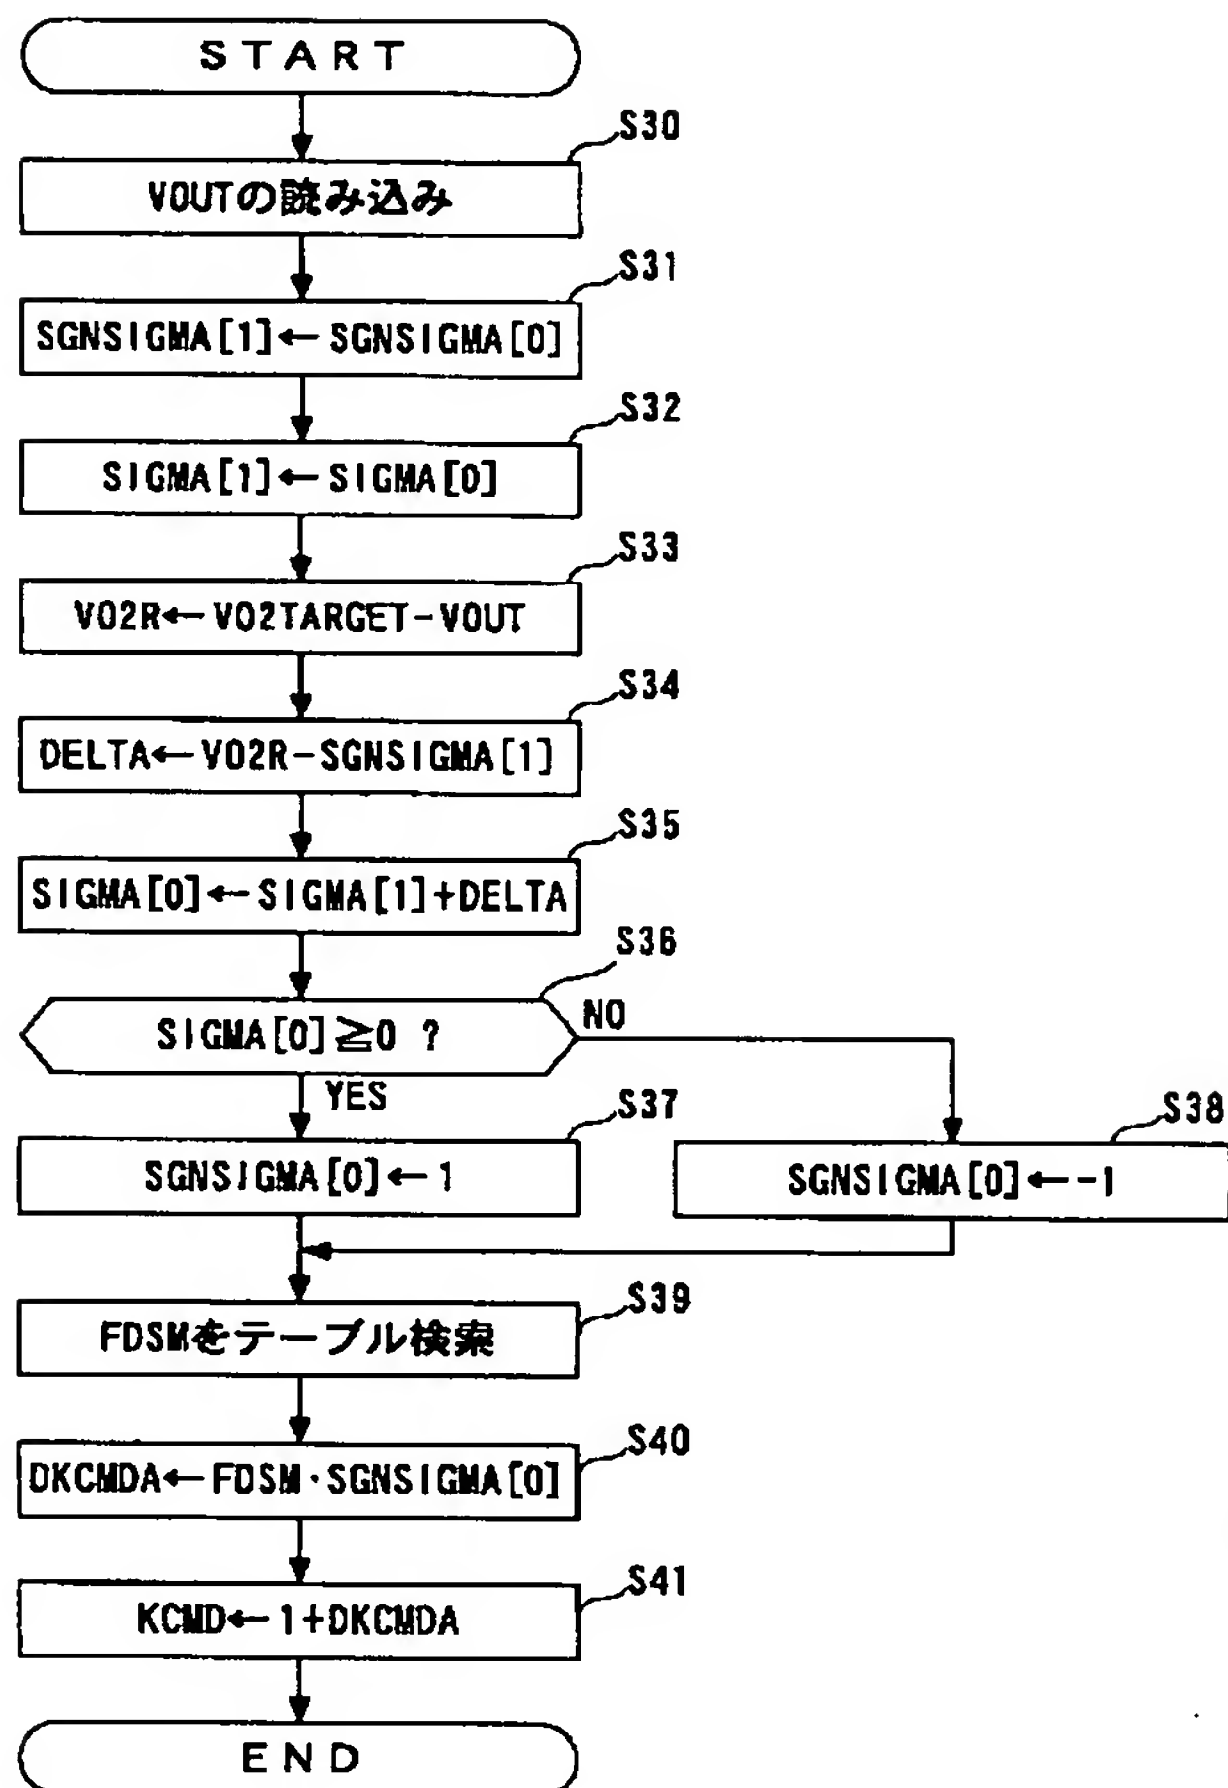 START
S30
VOUTの読み込み
S31
SGNSIGMA[1]←SGNSIGMA[0]
S32
SIGMA[1]←SIGMA[0]
S33
VO2R←VO2TARGET-VOUT
S34
DELTA←VO2R-SGNSIGMA[1]
S35
SIGMA[0]←SIGMA[1]+DELTA
S36
SIGMA[0]≧0 ?
NO
YES
S37
SGNSIGMA[0]←1
S38
SGNSIGMA[0]←-1
S39
FDSMをテーブル検索
S40
DKCMDA←FDSM·SGNSIGMA[0]
S41
KCMD←1+DKCMDA
END